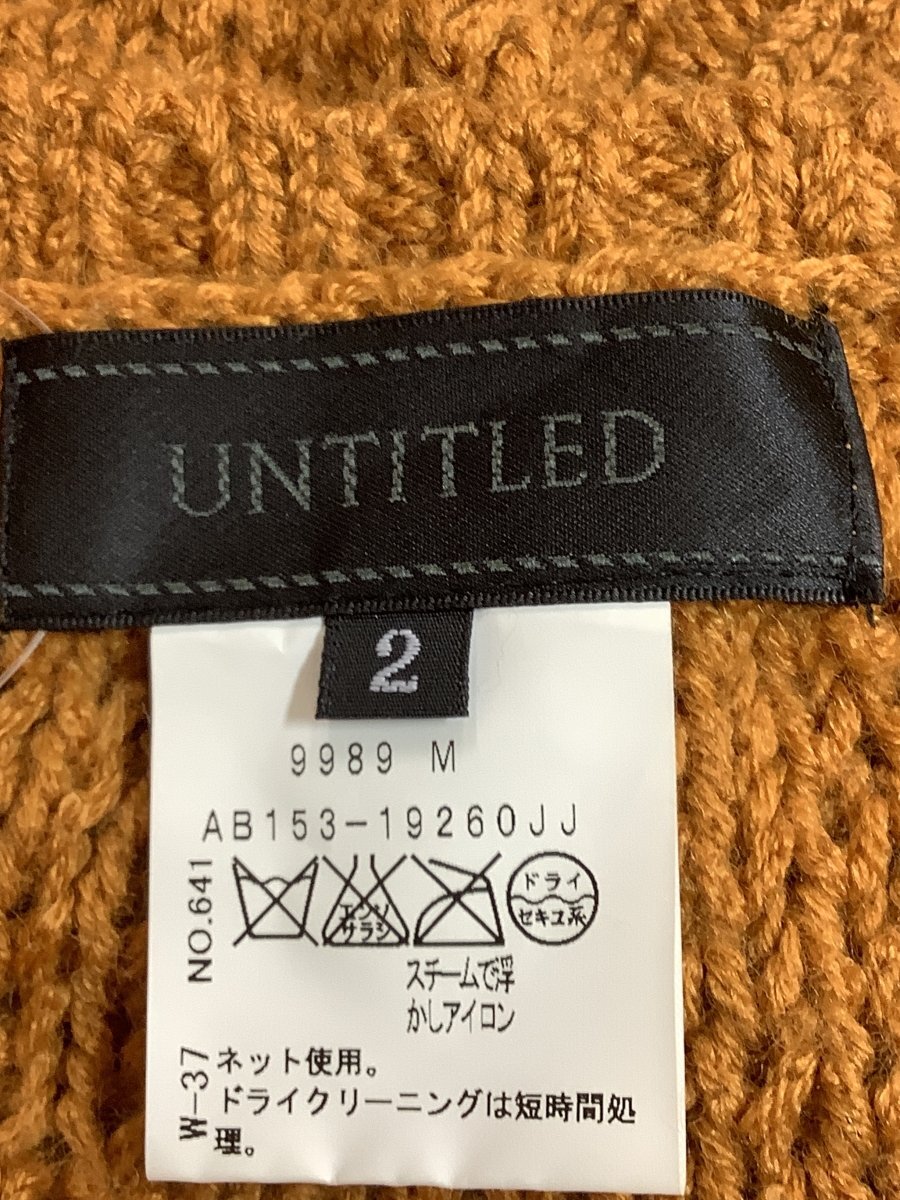 UNTITLED
2
9989 M
AB153-19260JJ
NO.641
エンソ
サラシ
ドライ
セキユ系
スチームで浮
かしアイロン
W-37
ネット使用。
ドライクリーニングは短時間処
理。